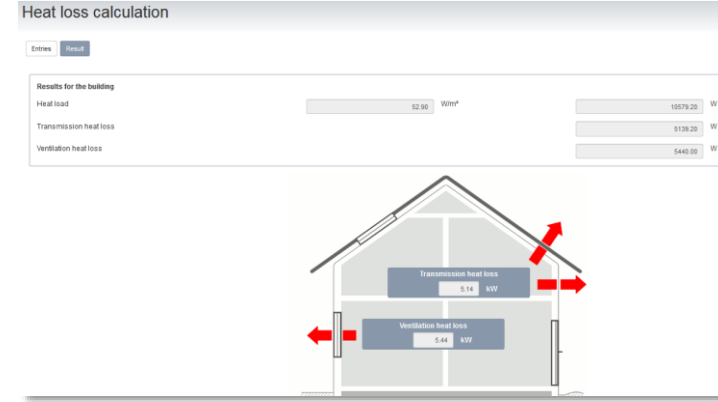 Heat loss calculation
Entries Result
Results for the building
Heat load 52.90 W/m² 10579.20 W
Transmission heat loss 5139.20 W
Ventilation heat loss 5440.00 W
Transmission heat loss
5.14 kW
Ventilation heat loss
5.44 kW